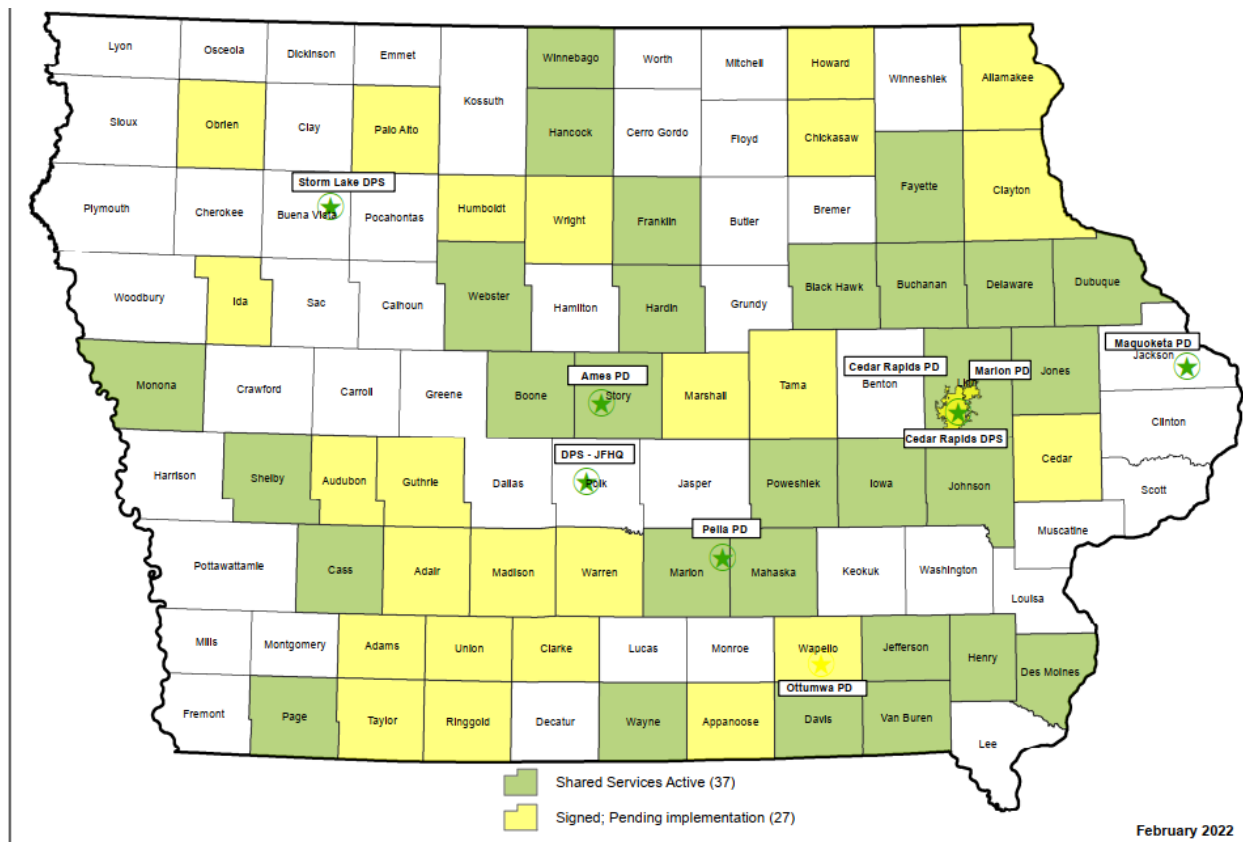 Lyon
Osceola
Dickinson
Emmet
Kossuth
Winnebago
Worth
Mitchell
Howard
Winneshiek
Allamakee
Sioux
Obrien
Clay
Palo Alto
Hancock
Cerro Gordo
Floyd
Chickasaw
Fayette
Clayton
Storm Lake DPS
Plymouth
Cherokee
Buena Vista
Pocahontas
Humboldt
Wright
Franklin
Butler
Bremer
Woodbury
Ida
Sac
Calhoun
Webster
Hamilton
Hardin
Grundy
Black Hawk
Buchanan
Delaware
Dubuque
Monona
Crawford
Carroll
Greene
Boone
Ames PD
Story
Marshall
Tama
Cedar Rapids PD
Benton
Marion PD
Linn
Jones
Maquoketa PD
Jackson
Clinton
Cedar Rapids DPS
Harrison
Shelby
Audubon
Guthrie
Dallas
DPS - JFHQ
Polk
Jasper
Poweshiek
Iowa
Johnson
Cedar
Scott
Muscatine
Pottawattamie
Cass
Adair
Madison
Warren
Pella PD
Marion
Mahaska
Keokuk
Washington
Louisa
Mills
Montgomery
Adams
Union
Clarke
Lucas
Monroe
Wapello
Ottumwa PD
Jefferson
Henry
Des Moines
Fremont
Page
Taylor
Ringgold
Decatur
Wayne
Appanoose
Davis
Van Buren
Lee
Shared Services Active (37)
Signed; Pending implementation (27)
February 2022